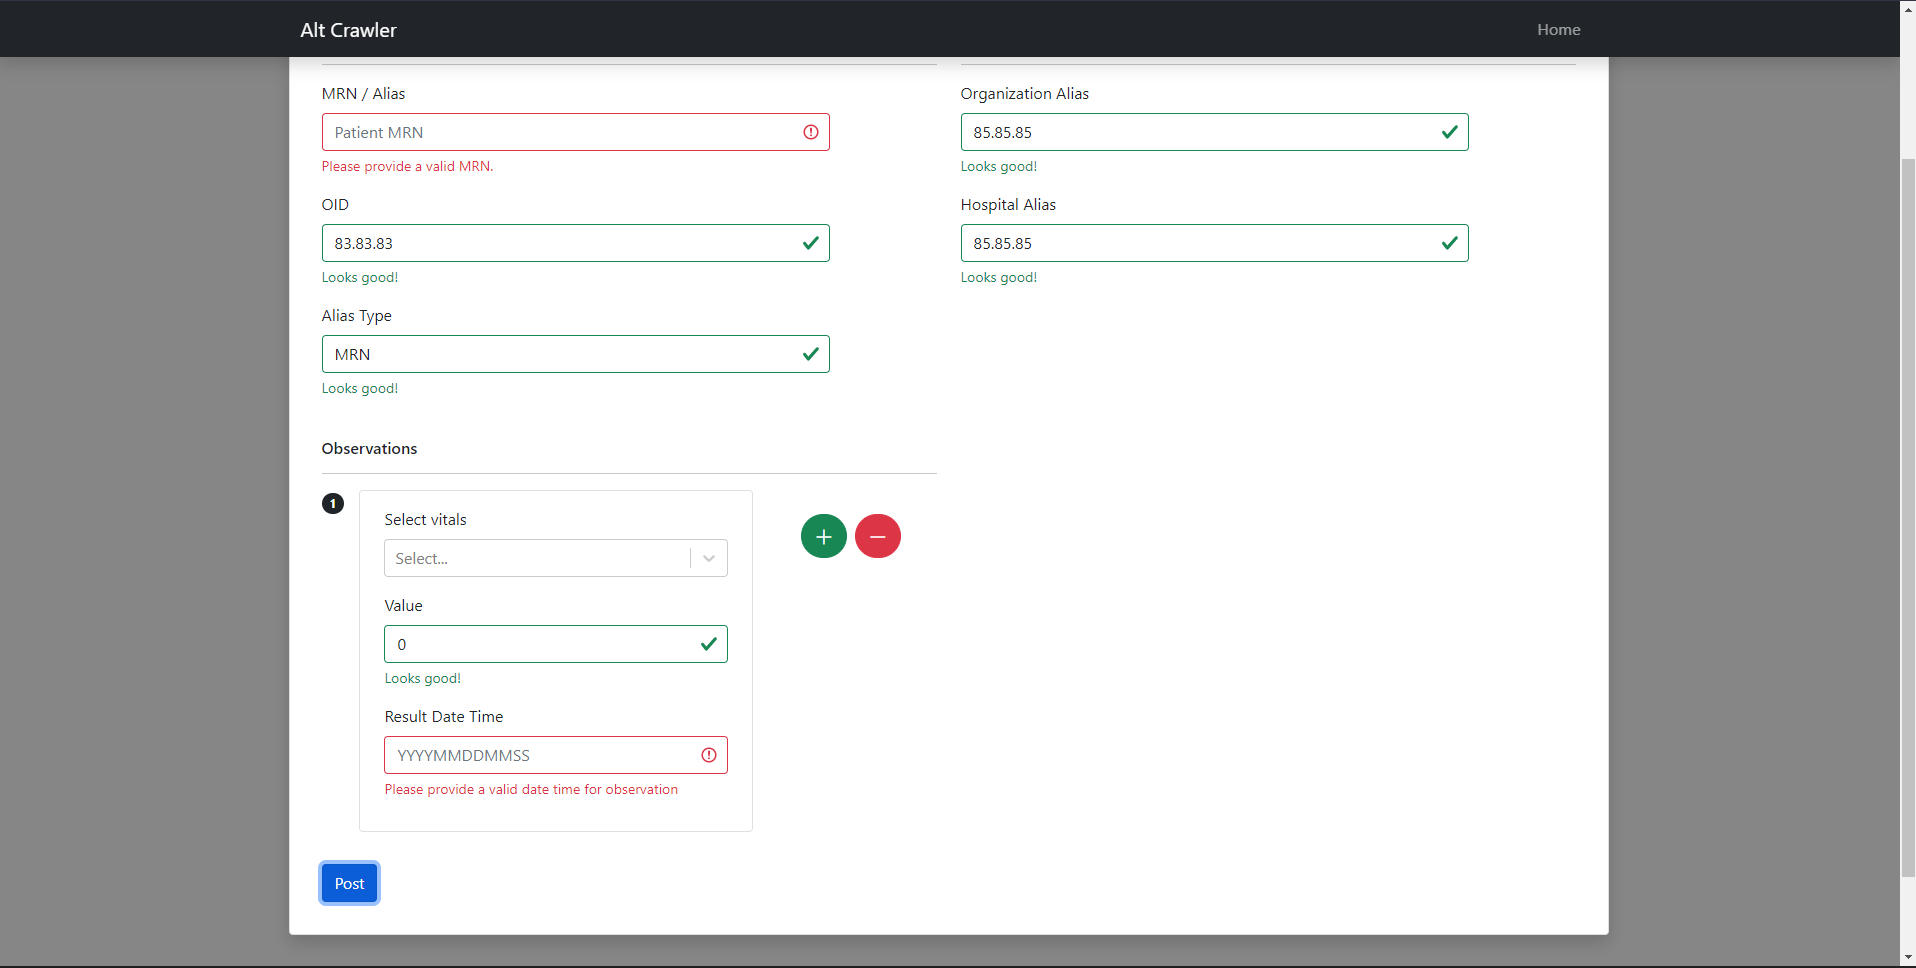 Alt Crawler
Home
MRN / Alias
Patient MRN
Please provide a valid MRN.
OID
83.83.83
Looks good!
Alias Type
MRN
Looks good!
Organization Alias
85.85.85
Looks good!
Hospital Alias
85.85.85
Looks good!
Observations
1
Select vitals
Select...
Value
0
Looks good!
Result Date Time
YYYYMMDDMMSS
Please provide a valid date time for observation
Post